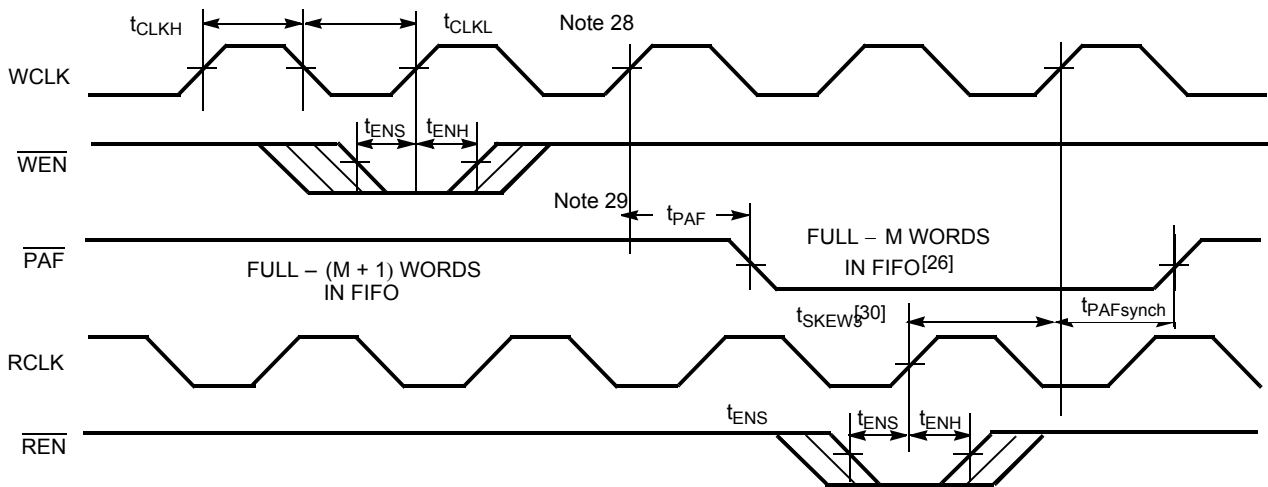 tCLKH
tCLKL
Note 28
WCLK
tENS
tENH
WEN
Note 29
tPAF
PAF
FULL – (M + 1) WORDS
IN FIFO
FULL – M WORDS
IN FIFO[26]
tSKEW3[30]
tPAFsynch
RCLK
tENS
tENS
tENH
REN